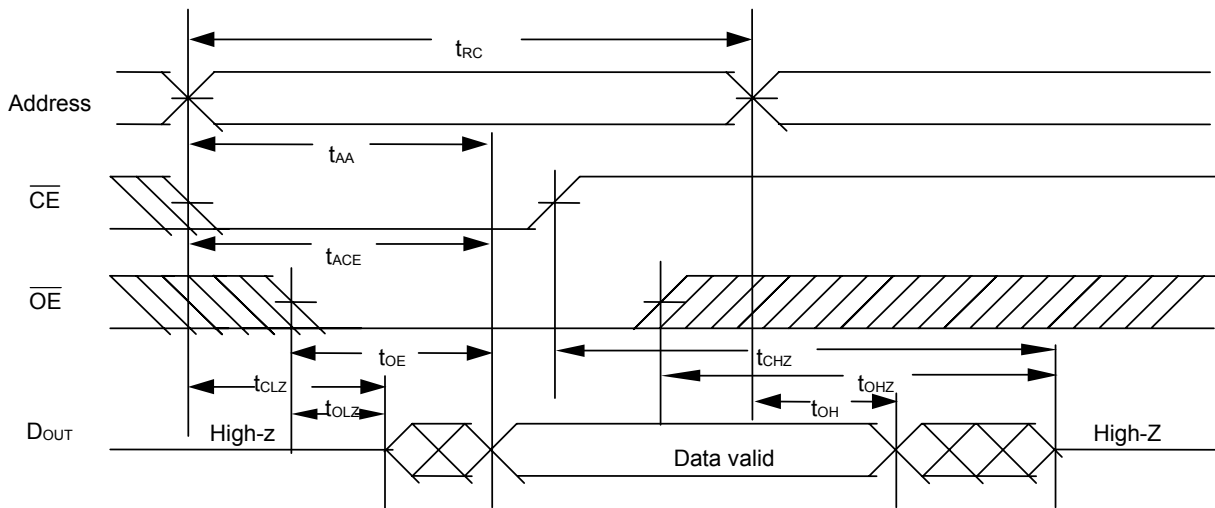 tRC
Address
tAA
CE
tACE
OE
tOE
tCHZ
tCLZ
tOHZ
tOLZ
tOH
DOUT
High-z
Data valid
High-Z